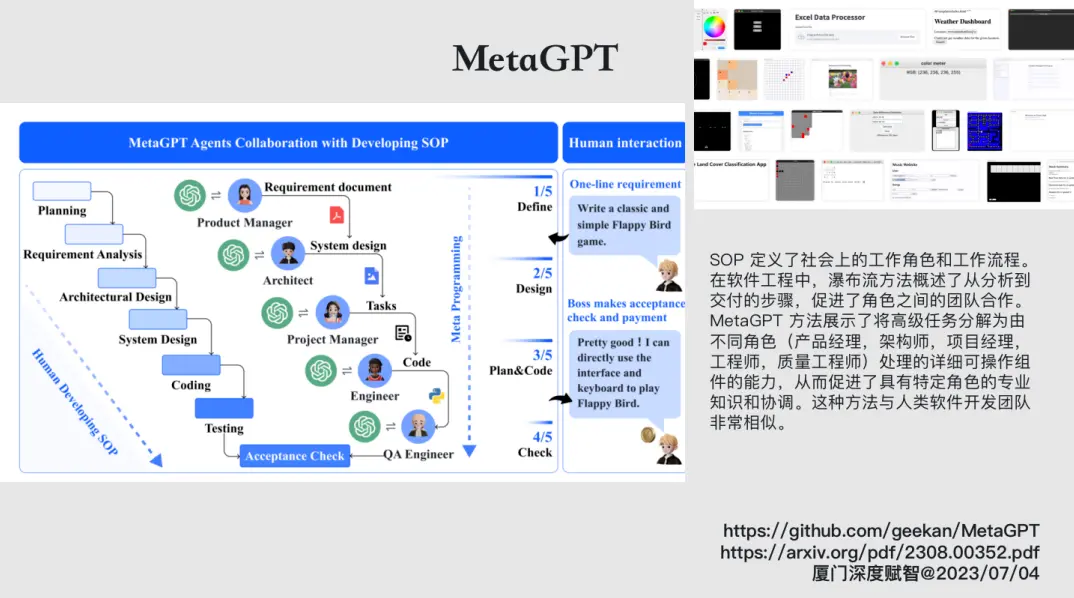 MetaGPT
MetaGPT Agents Collaboration with Developing SOP
Human interaction
Planning
Requirement Analysis
Architectural Design
System Design
Coding
Testing
Acceptance Check
Human Developing SOP
Requirement document
Product Manager
System design
Architect
Tasks
Project Manager
Code
Engineer
QA Engineer
Meta Programming
1/5
Define
2/5
Design
3/5
Plan&Code
4/5
Check
One-line requirement
Write a classic and
simple Flappy Bird
game.
Boss makes acceptance
check and payment
Pretty good！I can
directly use the
interface and
keyboard to play
Flappy Bird.
Excel Data Processor
Weather Dashboard
color meter
RGB: (236, 236, 236, 255)
Land Cover Classification App
Music Website
SOP 定义了社会上的工作角色和工作流程。
在软件工程中，瀑布流方法概述了从分析到
交付的步骤，促进了角色之间的团队合作。
MetaGPT 方法展示了将高级任务分解为由
不同角色（产品经理，架构师，项目经理，
工程师，质量工程师）处理的详细可操作组
件的能力，从而促进了具有特定角色的专业
知识和协调。这种方法与人类软件开发团队
非常相似。
https://github.com/geekan/MetaGPT
https://arxiv.org/pdf/2308.00352.pdf
厦门深度赋智@2023/07/04